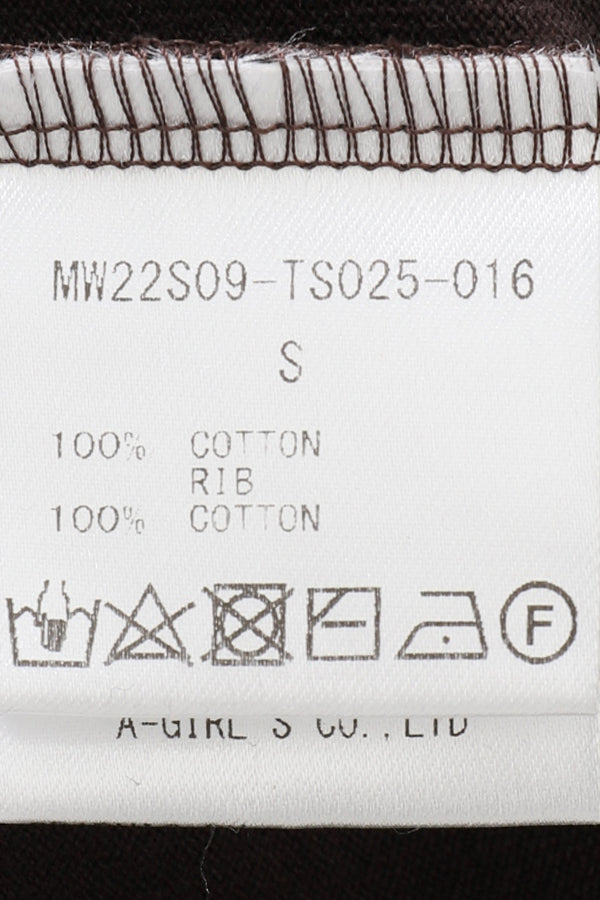 MW22S09-TS025-016
S
100% COTTON
RIB
100% COTTON
F
A-GIRL'S CO.,LTD